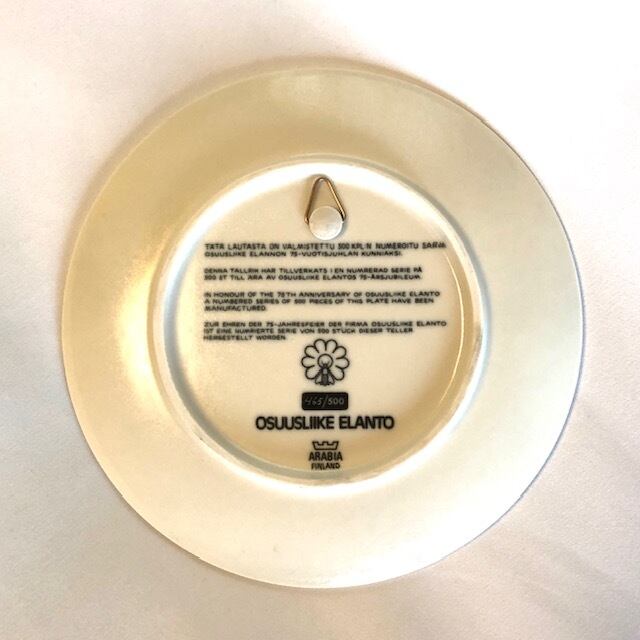 TÄTÄ LAUTASTA ON VALMISTETTU 500 KPL:N NUMEROITU SARJA
OSUUSLIIKE ELANNON 75-VUOTISJUHLAN KUNNIAKSI.
DENNA TALLRIK HAR TILLVERKATS I EN NUMRERAD SERIE PÅ
500 ST TILL ÄRA AV OSUUSLIIKE ELANTOS 75-ÅRSJUBILEUM.
IN HONOUR OF THE 75TH ANNIVERSARY OF OSUUSLIIKE ELANTO
A NUMBERED SERIES OF 500 PIECES OF THIS PLATE HAVE BEEN
MANUFACTURED.
ZUR EHREN DER 75-JAHRESFEIER DER FIRMA OSUUSLIIKE ELANTO
IST EINE NUMRIERTE SERIE VON 500 STÜCK DIESER TELLER
HERGESTELLT WORDEN.
465/500
OSUUSLIIKE ELANTO
ARABIA
FINLAND